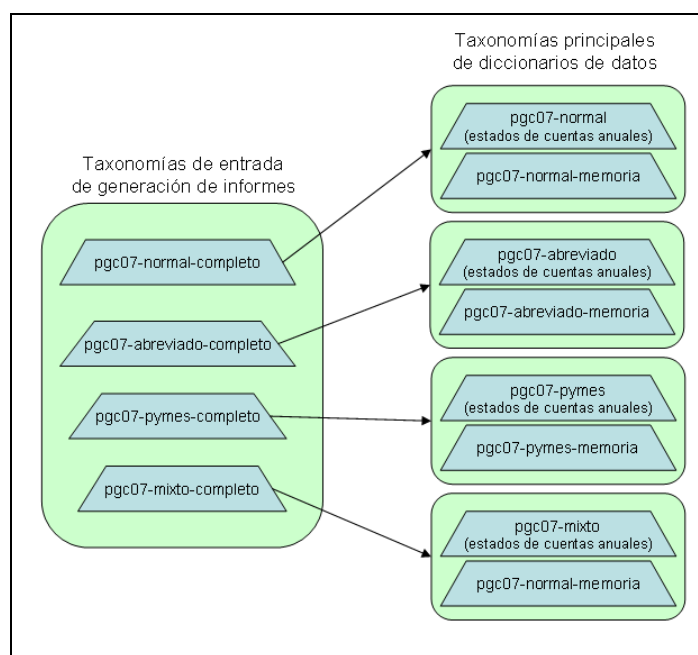 Taxonomías principales
de diccionarios de datos
pgc07-normal
(estados de cuentas anuales)
pgc07-normal-memoria
Taxonomías de entrada
de generación de informes
pgc07-normal-completo
pgc07-abreviado-completo
pgc07-pymes-completo
pgc07-mixto-completo
pgc07-abreviado
(estados de cuentas anuales)
pgc07-abreviado-memoria
pgc07-pymes
(estados de cuentas anuales)
pgc07-pymes-memoria
pgc07-mixto
(estados de cuentas anuales)
pgc07-normal-memoria